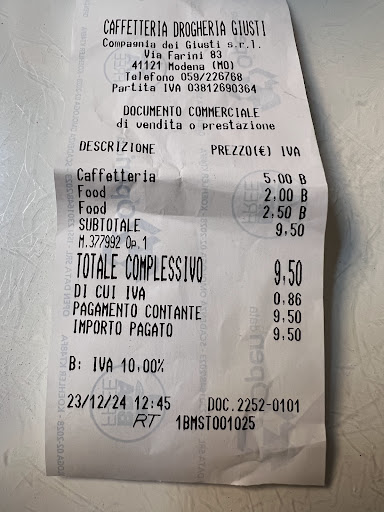 CAFFETTERIA DROGHERIA GIUSTI
Compagnia dei Giusti s.r.l.
Via Farini 83
41121 Modena (MO)
Telefono 059/226768
Partita IVA 03812690364
DOCUMENTO COMMERCIALE
di vendita o prestazione
DESCRIZIONE PREZZO(€) IVA
Caffetteria 5,00 B
Food 2,00 B
Food 2,50 B
SUBTOTALE 9,50
M.377992 Op.1
TOTALE COMPLESSIVO 9,50
DI CUI IVA 0,86
PAGAMENTO CONTANTE 9,50
IMPORTO PAGATO 9,50
B: IVA 10,00%
23/12/24 12:45 DOC.2252-0101
RT 1BMST001025